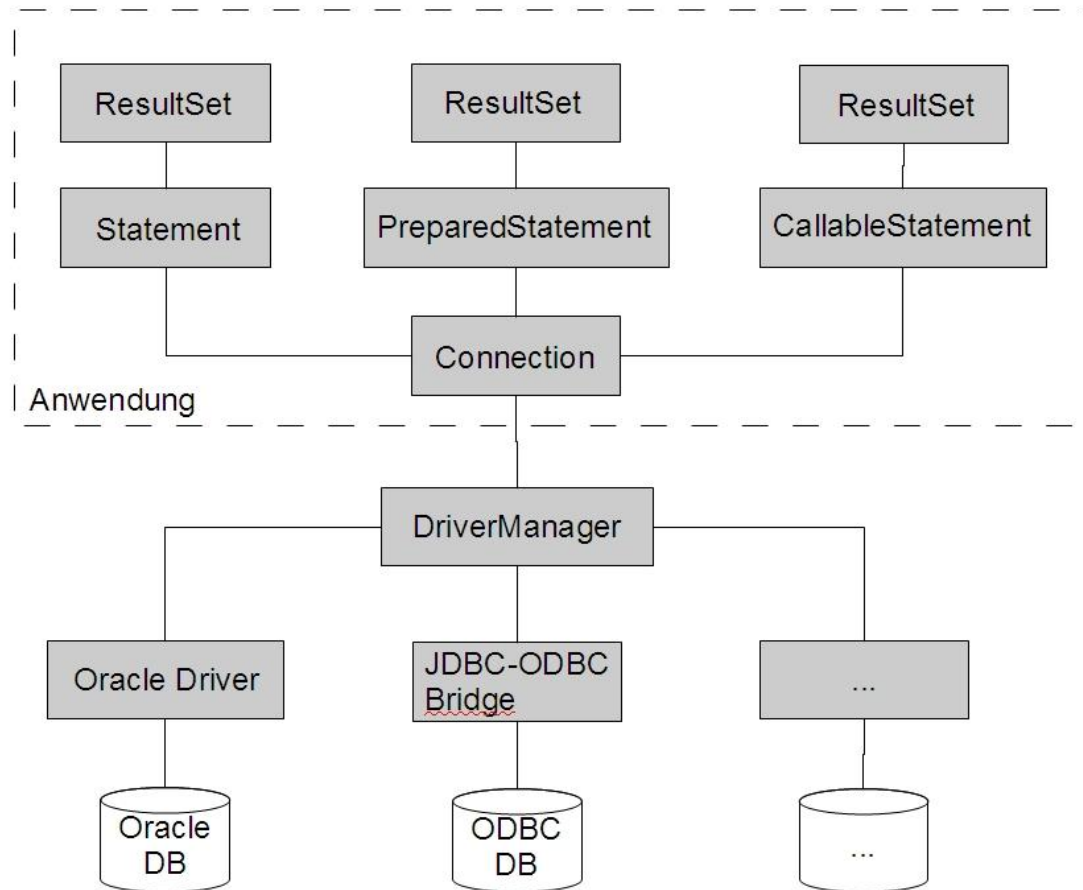 ResultSet
ResultSet
ResultSet
Statement
PreparedStatement
CallableStatement
Connection
Anwendung
DriverManager
Oracle Driver
JDBC-ODBC
Bridge
...
Oracle
DB
ODBC
DB
...